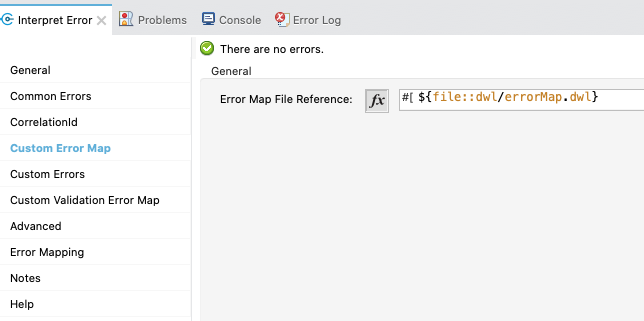 Interpret Error Problems Console Error Log
There are no errors.
General
General
Error Map File Reference: fx #[ ${file::dwl/errorMap.dwl}
Common Errors
CorrelationId
Custom Error Map
Custom Errors
Custom Validation Error Map
Advanced
Error Mapping
Notes
Help